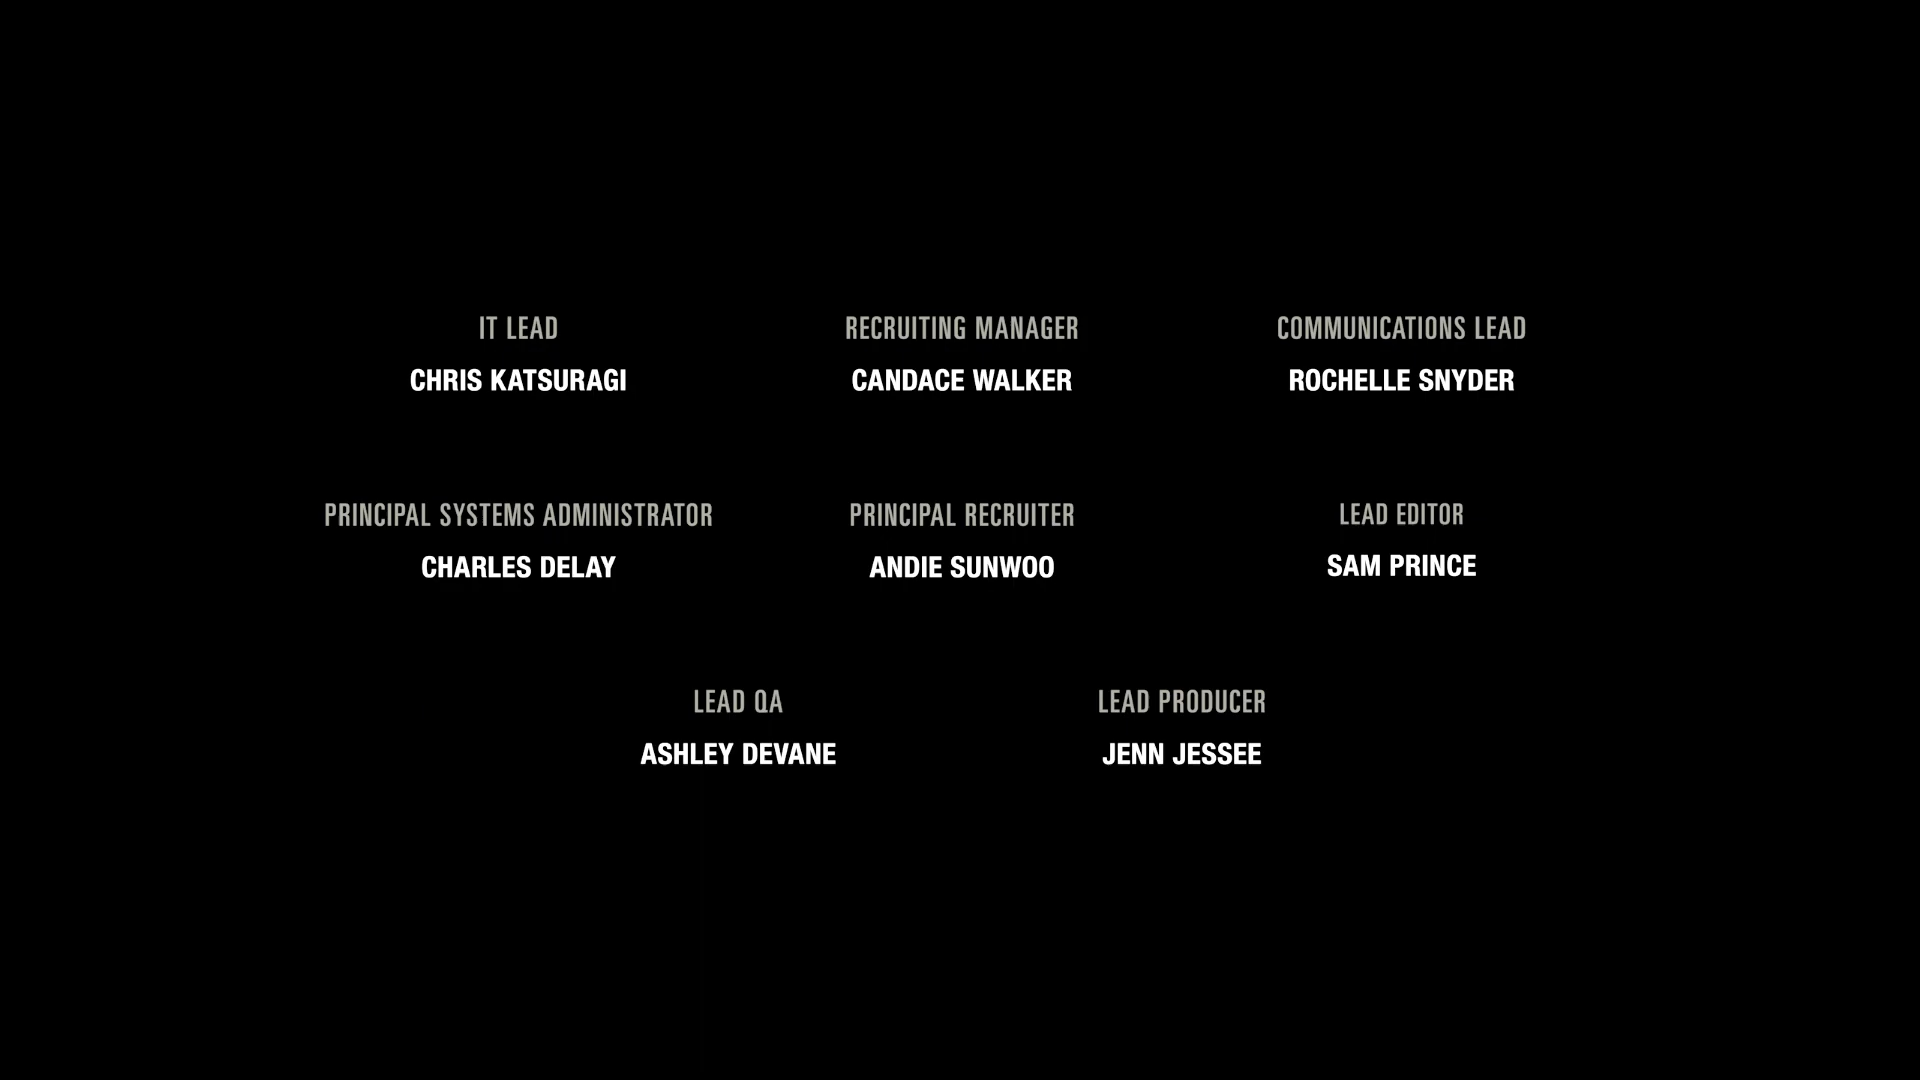 IT LEAD
CHRIS KATSURAGI
RECRUITING MANAGER
CANDACE WALKER
COMMUNICATIONS LEAD
ROCHELLE SNYDER
PRINCIPAL SYSTEMS ADMINISTRATOR
CHARLES DELAY
PRINCIPAL RECRUITER
ANDIE SUNWOO
LEAD EDITOR
SAM PRINCE
LEAD QA
ASHLEY DEVANE
LEAD PRODUCER
JENN JESSEE